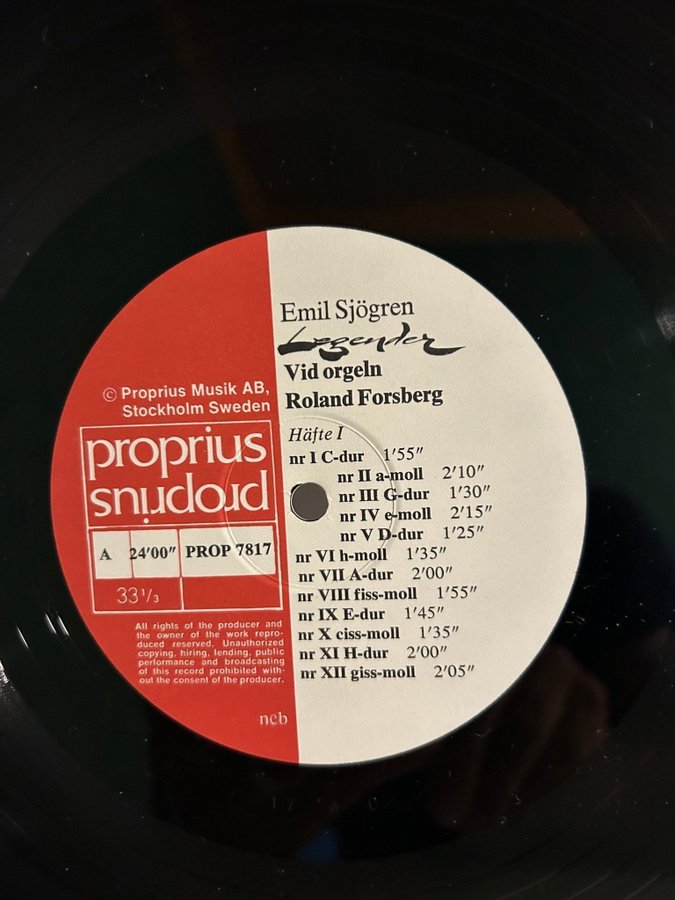 Emil Sjögren
Legender
Vid orgeln
Roland Forsberg
Häfte I
nr I C-dur 1'55"
nr II a-moll 2'10"
nr III G-dur 1'30"
nr IV e-moll 2'15"
nr V D-dur 1'25"
nr VI h-moll 1'35"
nr VII A-dur 2'00"
nr VIII fiss-moll 1'55"
nr IX E-dur 1'45"
nr X ciss-moll 1'35"
nr XI H-dur 2'00"
nr XII giss-moll 2'05"
© Proprius Musik AB,
Stockholm Sweden
proprius
proprius
A 24'00" PROP 7817
33 1/3
All rights of the producer and
the owner of the work repro-
duced reserved. Unauthorized
copying, hiring, lending, public
performance and broadcasting
of this record prohibited with-
out the consent of the producer.
ncb